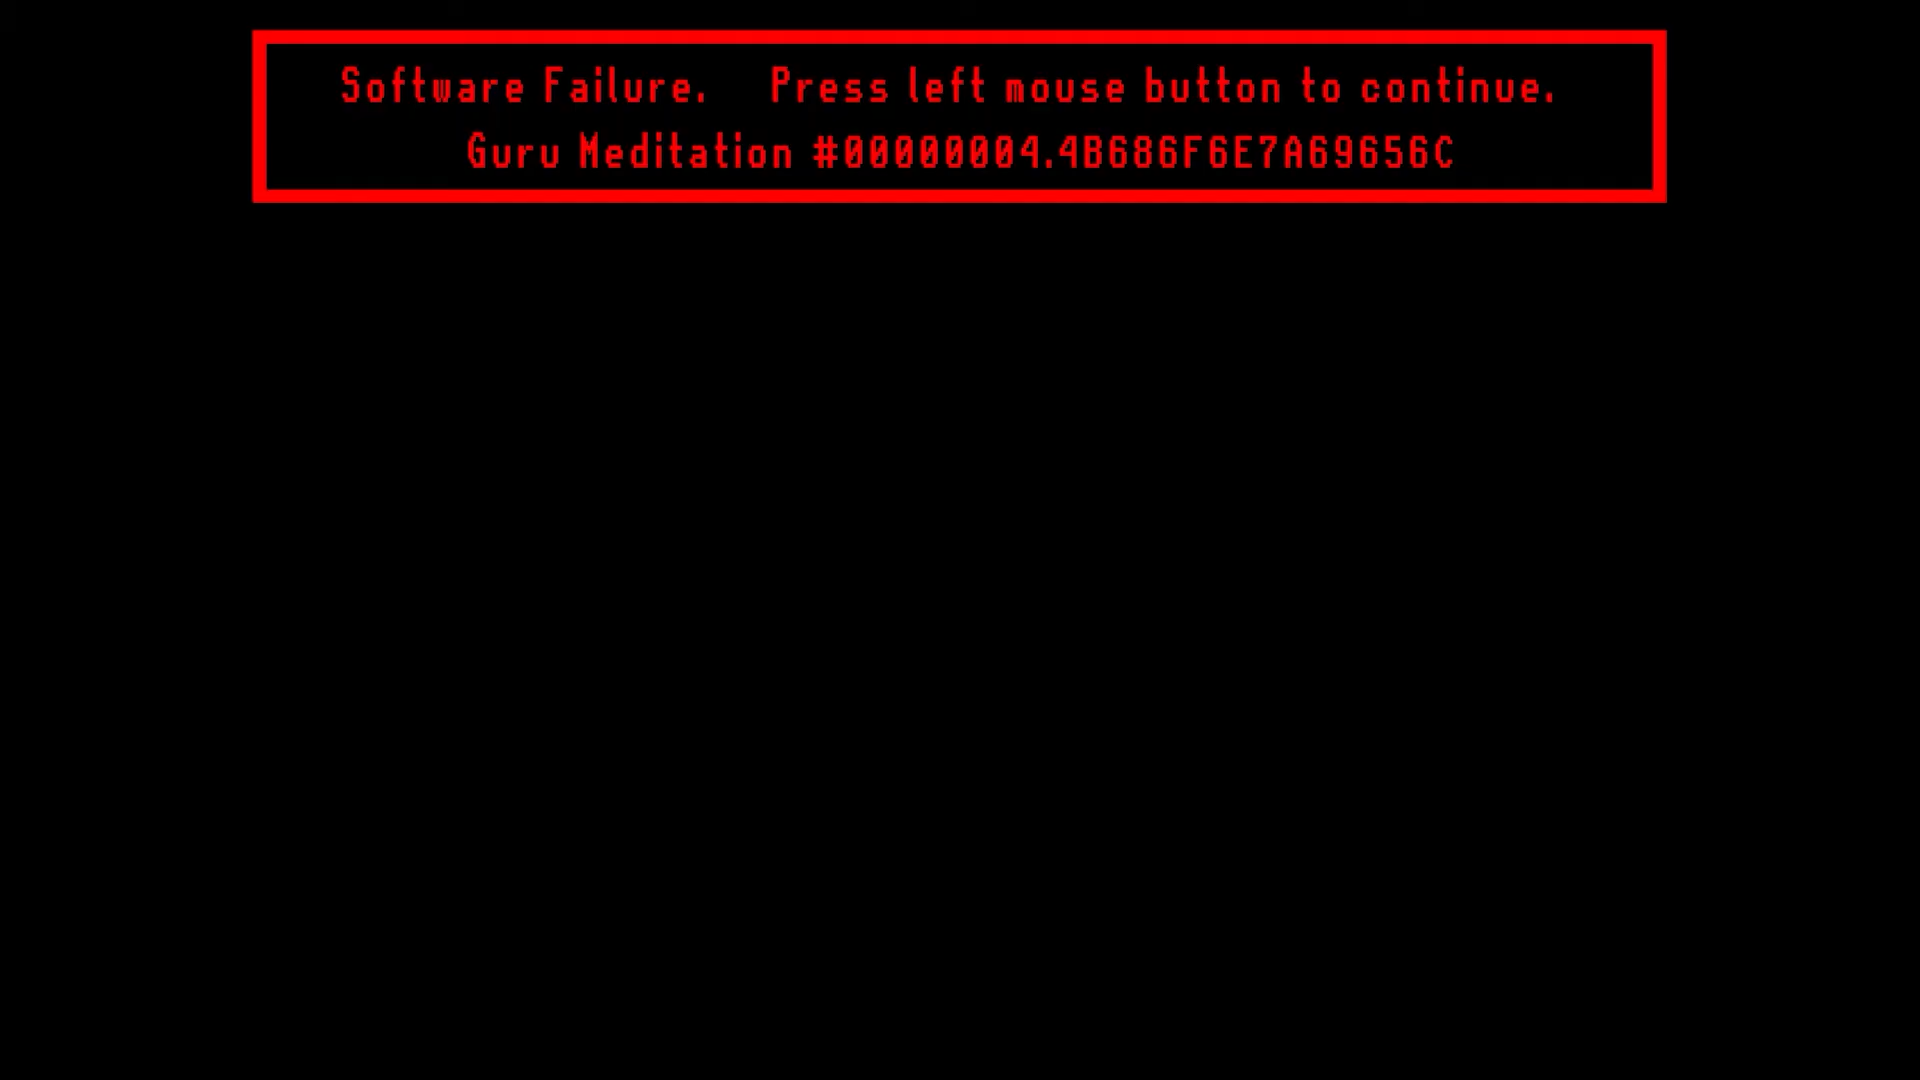 Software Failure.   Press left mouse button to continue.
Guru Meditation #00000004.4B686F6E7A69656C